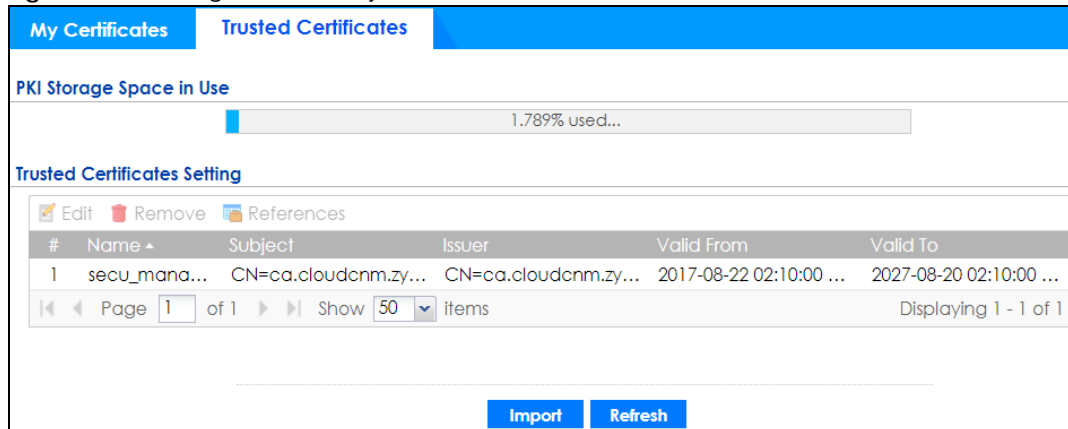 My Certificates Trusted Certificates
PKI Storage Space in Use
1.789% used...
Trusted Certificates Setting
Edit Remove References
# Name Subject Issuer Valid From Valid To
1 secu_mana... CN=ca.cloudcnm.zy... CN=ca.cloudcnm.zy... 2017-08-22 02:10:00 ... 2027-08-20 02:10:00 ...
Page 1 of 1 Show 50 items Displaying 1 - 1 of 1
Import Refresh